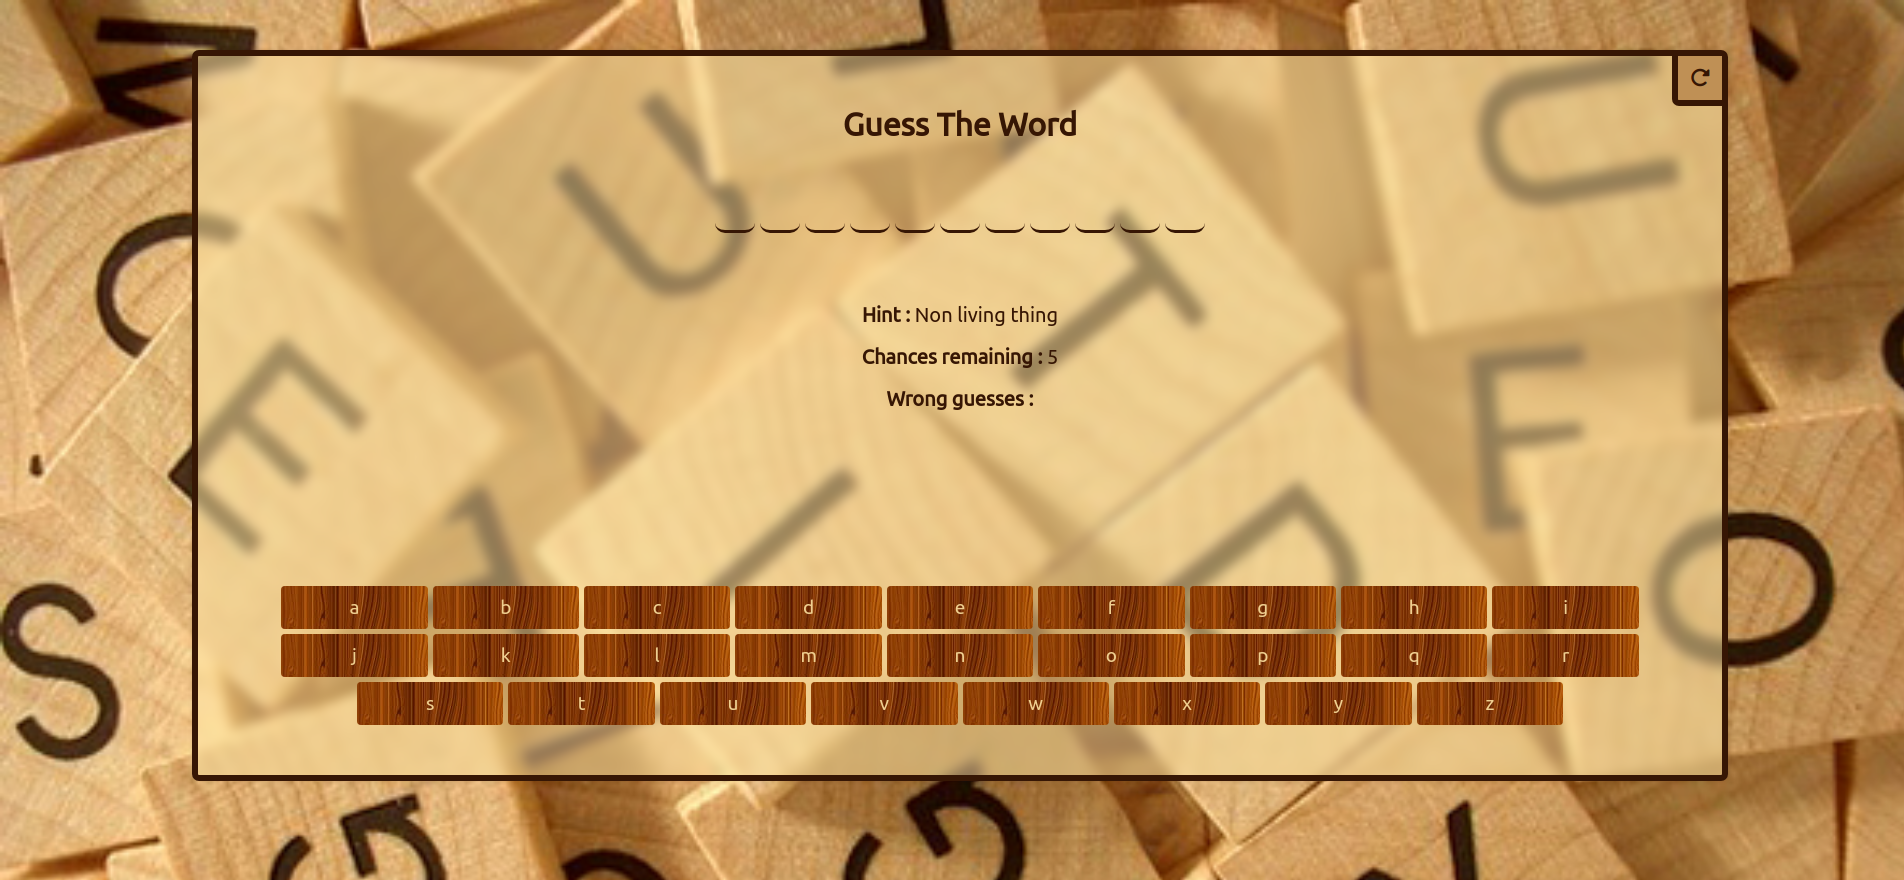 Guess The Word
Hint : Non living thing
Chances remaining : 5
Wrong guesses :
a b c d e f g h i
j k l m n o p q r
s t u v w x y z